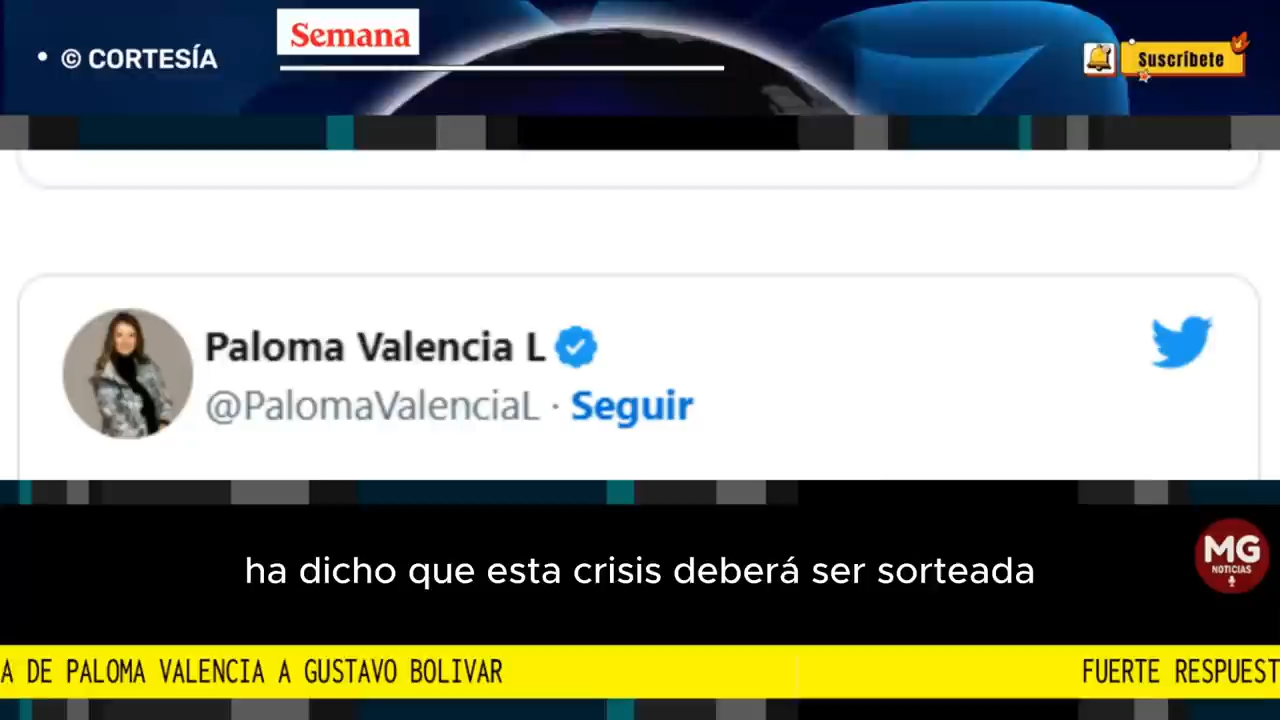 • © CORTESÍA
Semana
Suscríbete
Paloma Valencia L
@PalomaValenciaL · Seguir
ha dicho que esta crisis deberá ser sorteada
MG
NOTICIAS
A DE PALOMA VALENCIA A GUSTAVO BOLIVAR
FUERTE RESPUEST